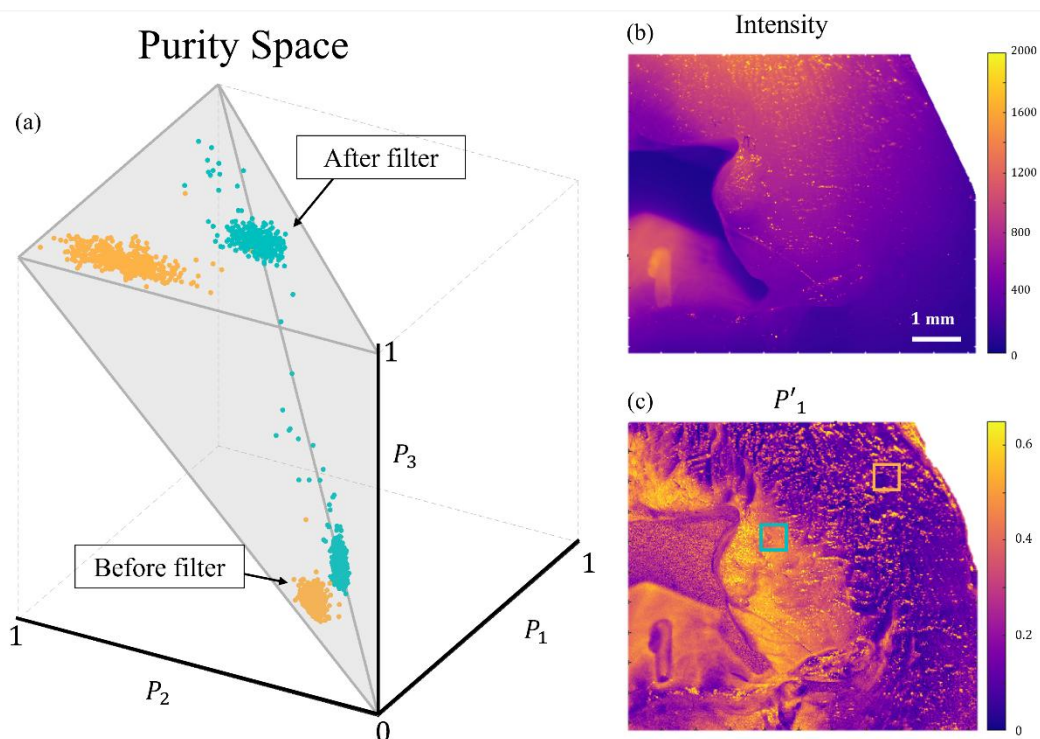 Purity Space
(a)
After filter
1
P₃
Before filter
1
1
P₁
P₂
0
(b)
Intensity
2000
1600
1200
800
400
0
1 mm
(c)
P′₁
0.6
0.4
0.2
0